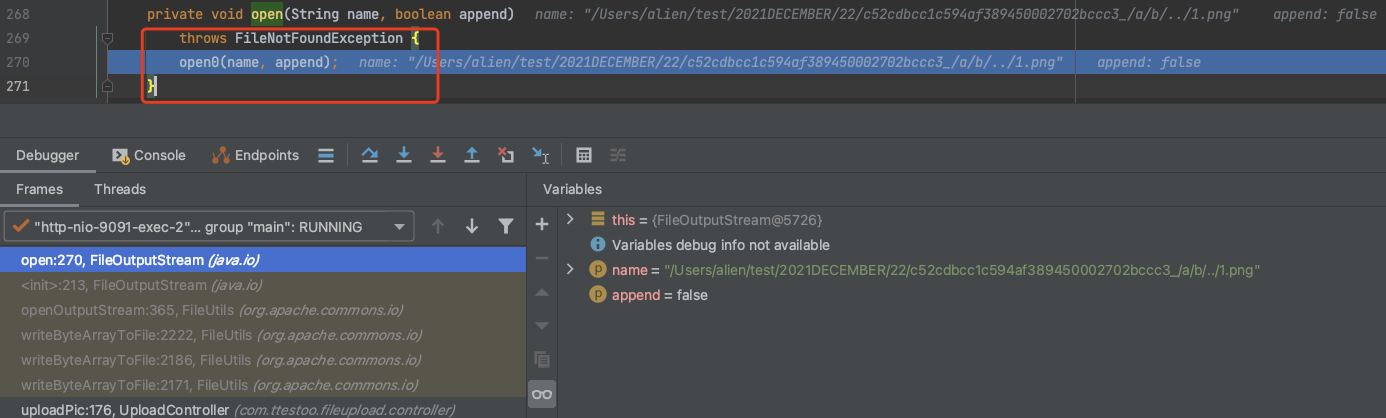 268 private void open(String name, boolean append) name: "/Users/alien/test/2021DECEMBER/22/c52cdbcc1c594af389450002702bccc3_/a/b/../1.png" append: false
269 throws FileNotFoundException {
270 open0(name, append); name: "/Users/alien/test/2021DECEMBER/22/c52cdbcc1c594af389450002702bccc3_/a/b/../1.png" append: false
271 }
Debugger Console Endpoints
Frames Threads
Variables
"http-nio-9091-exec-2"... group "main": RUNNING
open:270, FileOutputStream (java.io)
<init>:213, FileOutputStream (java.io)
openOutputStream:365, FileUtils (org.apache.commons.io)
writeByteArrayToFile:2222, FileUtils (org.apache.commons.io)
writeByteArrayToFile:2186, FileUtils (org.apache.commons.io)
writeByteArrayToFile:2171, FileUtils (org.apache.commons.io)
uploadPic:176, UploadController (com.ttestoo.fileupload.controller)
this = {FileOutputStream@5726}
Variables debug info not available
name = "/Users/alien/test/2021DECEMBER/22/c52cdbcc1c594af389450002702bccc3_/a/b/../1.png"
append = false